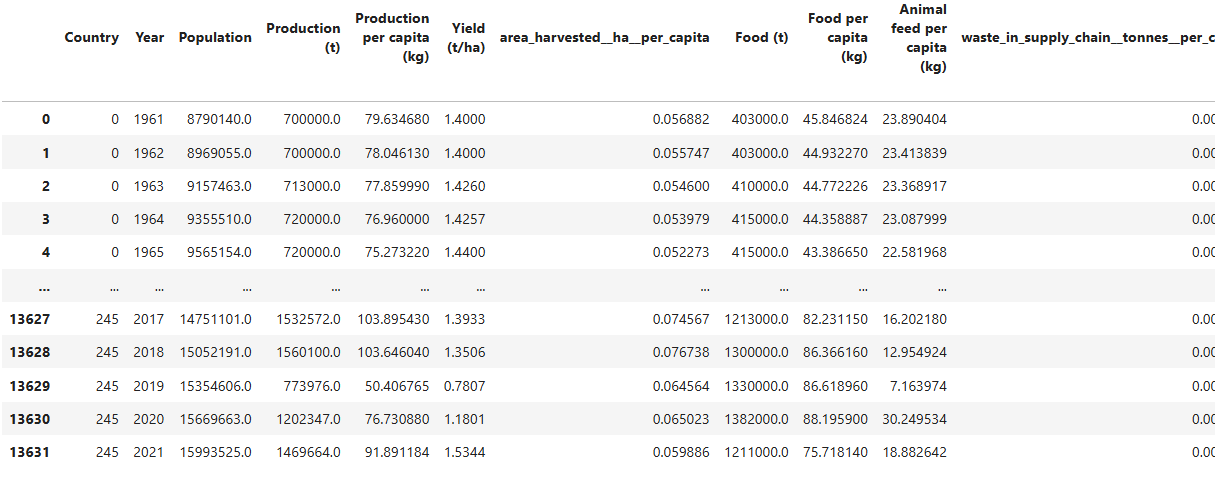 Country Year Population Production (t) Production per capita (kg) Yield (t/ha) area_harvested__ha__per_capita Food (t) Food per capita (kg) Animal feed per capita (kg) waste_in_supply_chain__tonnes__per_c
0 0 1961 8790140.0 700000.0 79.634680 1.4000 0.056882 403000.0 45.846824 23.890404 0.00
1 0 1962 8969055.0 700000.0 78.046130 1.4000 0.055747 403000.0 44.932270 23.413839 0.00
2 0 1963 9157463.0 713000.0 77.859990 1.4260 0.054600 410000.0 44.772226 23.368917 0.00
3 0 1964 9355510.0 720000.0 76.960000 1.4257 0.053979 415000.0 44.358887 23.087999 0.00
4 0 1965 9565154.0 720000.0 75.273220 1.4400 0.052273 415000.0 43.386650 22.581968 0.00
... ... ... ... ... ... ... ... ... ... ...
13627 245 2017 14751101.0 1532572.0 103.895430 1.3933 0.074567 1213000.0 82.231150 16.202180 0.00
13628 245 2018 15052191.0 1560100.0 103.646040 1.3506 0.076738 1300000.0 86.366160 12.954924 0.00
13629 245 2019 15354606.0 773976.0 50.406765 0.7807 0.064564 1330000.0 86.618960 7.163974 0.00
13630 245 2020 15669663.0 1202347.0 76.730880 1.1801 0.065023 1382000.0 88.195900 30.249534 0.00
13631 245 2021 15993525.0 1469664.0 91.891184 1.5344 0.059886 1211000.0 75.718140 18.882642 0.00